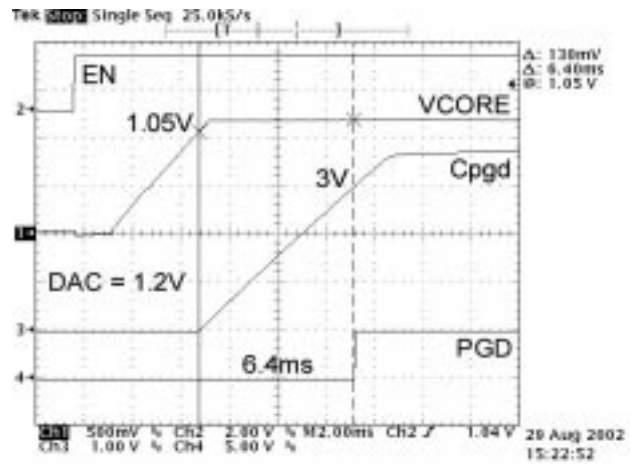 Tek Stop Single Seq 25.0kS/s
Δ: 130mV
Δ: 6.40ms
@: 1.05 V
EN
2
1.05V
VCORE
3V
Cpgd
1
DAC = 1.2V
3
6.4ms
PGD
4
Ch1 500mV Ch2 2.00 V M2.00ms Ch2 1.04 V
Ch3 1.00 V Ch4 5.00 V
29 Aug 2002
15:22:52